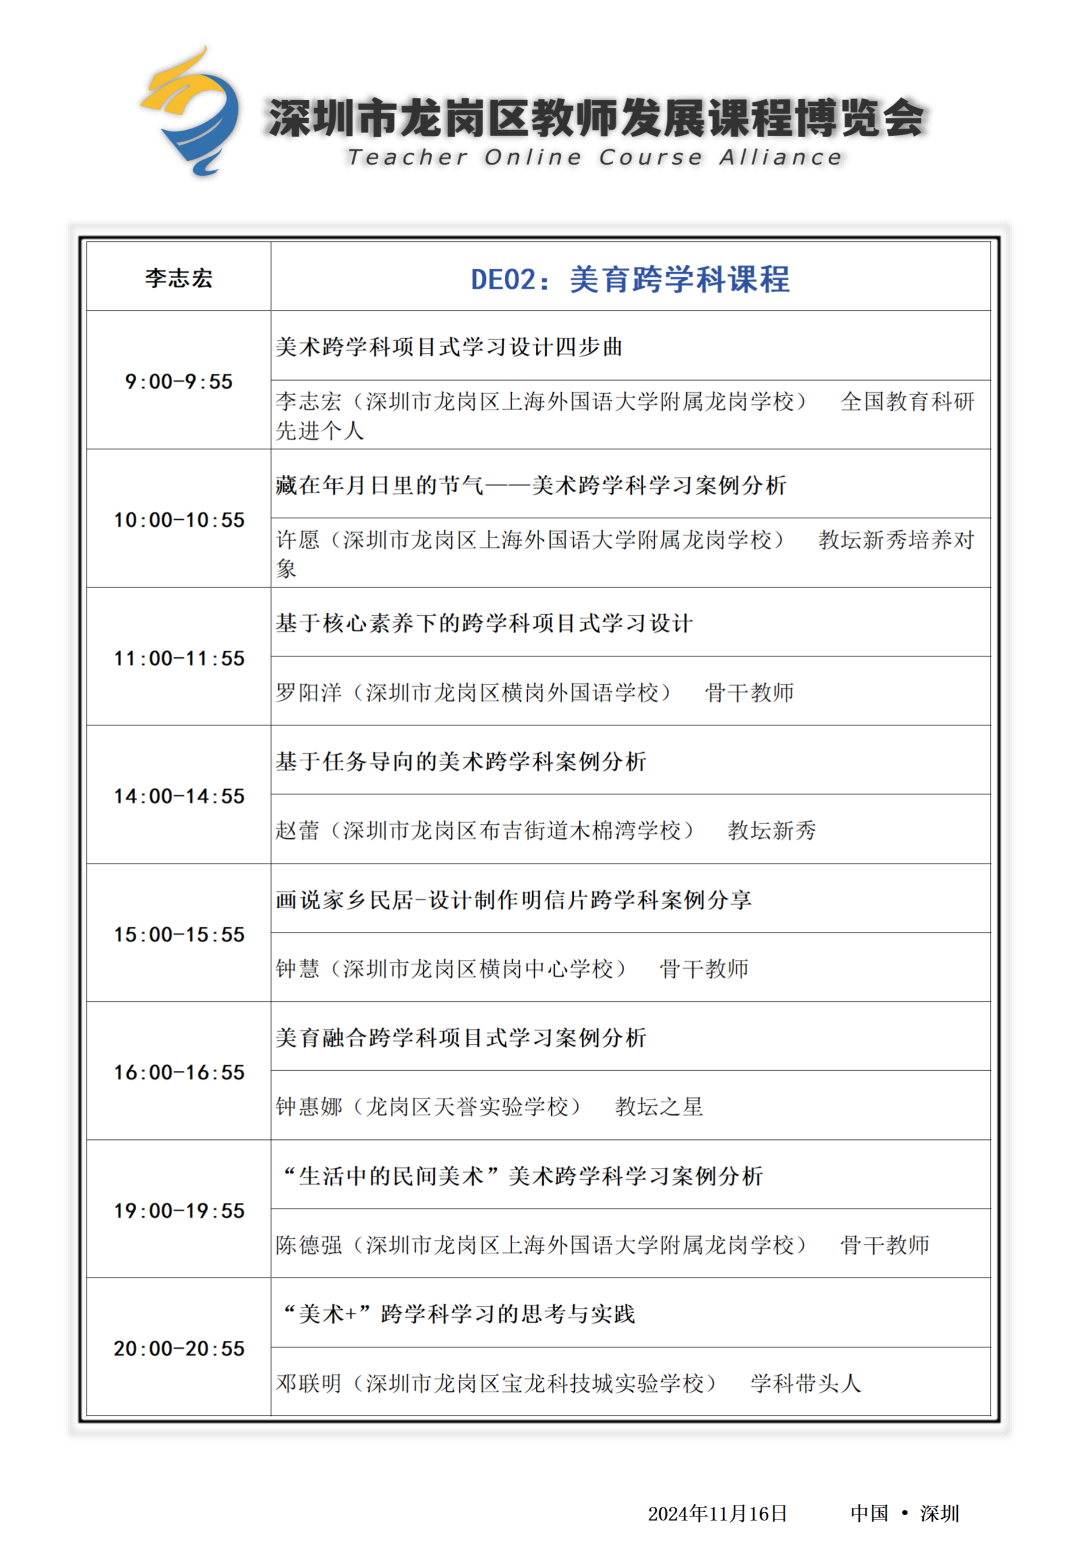 深圳市龙岗区教师发展课程博览会
Teacher Online Course Alliance
李志宏
DE02：美育跨学科课程
9:00-9:55
美术跨学科项目式学习设计四步曲
李志宏（深圳市龙岗区上海外国语大学附属龙岗学校） 全国教育科研
先进个人
10:00-10:55
藏在年月日里的节气——美术跨学科学习案例分析
许愿（深圳市龙岗区上海外国语大学附属龙岗学校） 教坛新秀培养对
象
11:00-11:55
基于核心素养下的跨学科项目式学习设计
罗阳洋（深圳市龙岗区横岗外国语学校） 骨干教师
14:00-14:55
基于任务导向的美术跨学科案例分析
赵蕾（深圳市龙岗区布吉街道木棉湾学校） 教坛新秀
15:00-15:55
画说家乡民居-设计制作明信片跨学科案例分享
钟慧（深圳市龙岗区横岗中心学校） 骨干教师
16:00-16:55
美育融合跨学科项目式学习案例分析
钟惠娜（龙岗区天誉实验学校） 教坛之星
19:00-19:55
“生活中的民间美术”美术跨学科学习案例分析
陈德强（深圳市龙岗区上海外国语大学附属龙岗学校） 骨干教师
20:00-20:55
“美术+”跨学科学习的思考与实践
邓联明（深圳市龙岗区宝龙科技城实验学校） 学科带头人
2024年11月16日 中国 • 深圳